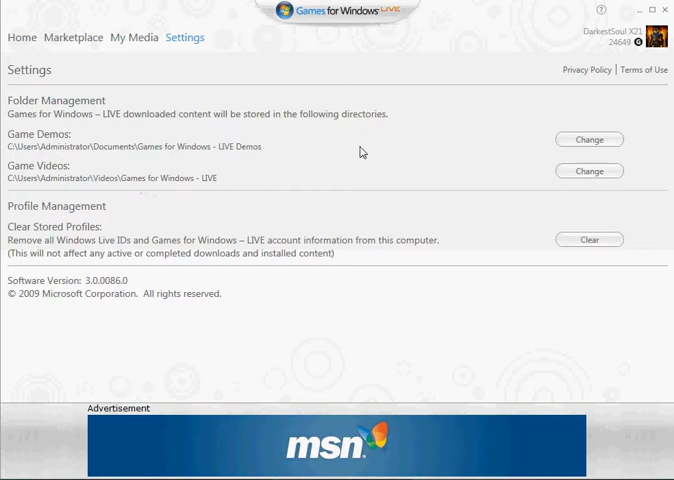 Games for Windows LIVE
Home Marketplace My Media Settings
DarkestSoul X21
24649 G
Settings
Privacy Policy | Terms of Use
Folder Management
Games for Windows – LIVE downloaded content will be stored in the following directories.
Game Demos:
C:\Users\Administrator\Documents\Games for Windows - LIVE Demos
Change
Game Videos:
C:\Users\Administrator\Videos\Games for Windows - LIVE
Change
Profile Management
Clear Stored Profiles:
Remove all Windows Live IDs and Games for Windows – LIVE account information from this computer.
(This will not affect any active or completed downloads and installed content)
Clear
Software Version: 3.0.0086.0
© 2009 Microsoft Corporation. All rights reserved.
Advertisement
msn